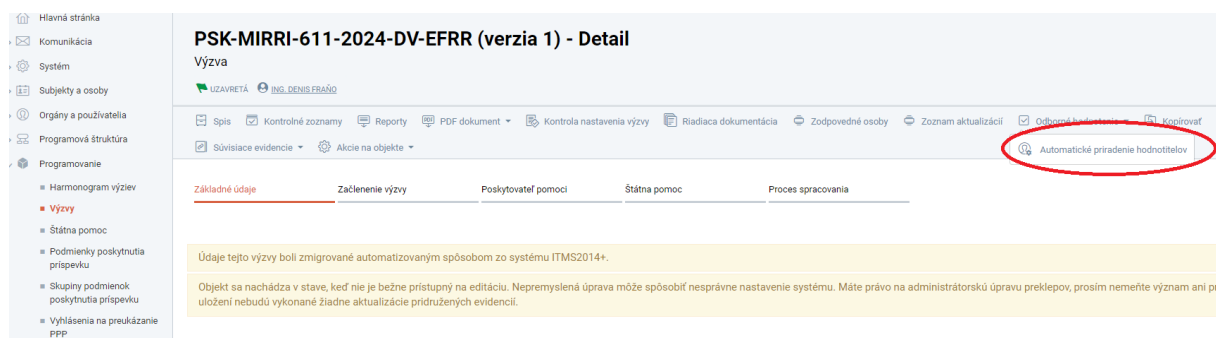 Hlavná stránka
Komunikácia
Systém
Subjekty a osoby
Orgány a používatelia
Programová štruktúra
Programovanie
Harmonogram výziev
Výzvy
Štátna pomoc
Podmienky poskytnutia
príspevku
Skupiny podmienok
poskytnutia príspevku
Vyhlásenia na preukázanie
PPP
PSK-MIRRI-611-2024-DV-EFRR (verzia 1) - Detail
Výzva
UZAVRETÁ ING. DENIS FRAŇO
Spis Kontrolné zoznamy Reporty PDF dokument Kontrola nastavenia výzvy Riadiaca dokumentácia Zodpovedné osoby Zoznam aktualizácií Odborné hodnotenie Kopírovať
Súvisiace evidencie Akcie na objekte Automatické priradenie hodnotitelov
Základné údaje Začlenenie výzvy Poskytovateľ pomoci Štátna pomoc Proces spracovania
Údaje tejto výzvy boli zmigrované automatizovaným spôsobom zo systému ITMS2014+.
Objekt sa nachádza v stave, keď nie je bežne prístupný na editáciu. Nepremyslená úprava môže spôsobiť nesprávne nastavenie systému. Máte právo na administrátorskú úpravu preklepov, prosím nemeňte význam ani
uložení nebudú vykonané žiadne aktualizácie pridružených evidencií.